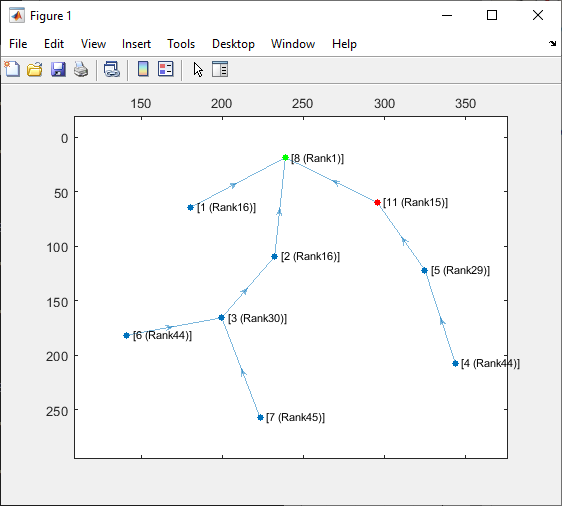 Figure 1
File Edit View Insert Tools Desktop Window Help
150 200 250 300 350
0
[8 (Rank1)]
50
[1 (Rank16)] [11 (Rank15)]
100
[2 (Rank16)]
[5 (Rank29)]
150
[3 (Rank30)]
[6 (Rank44)]
200
[4 (Rank44)]
250
[7 (Rank45)]